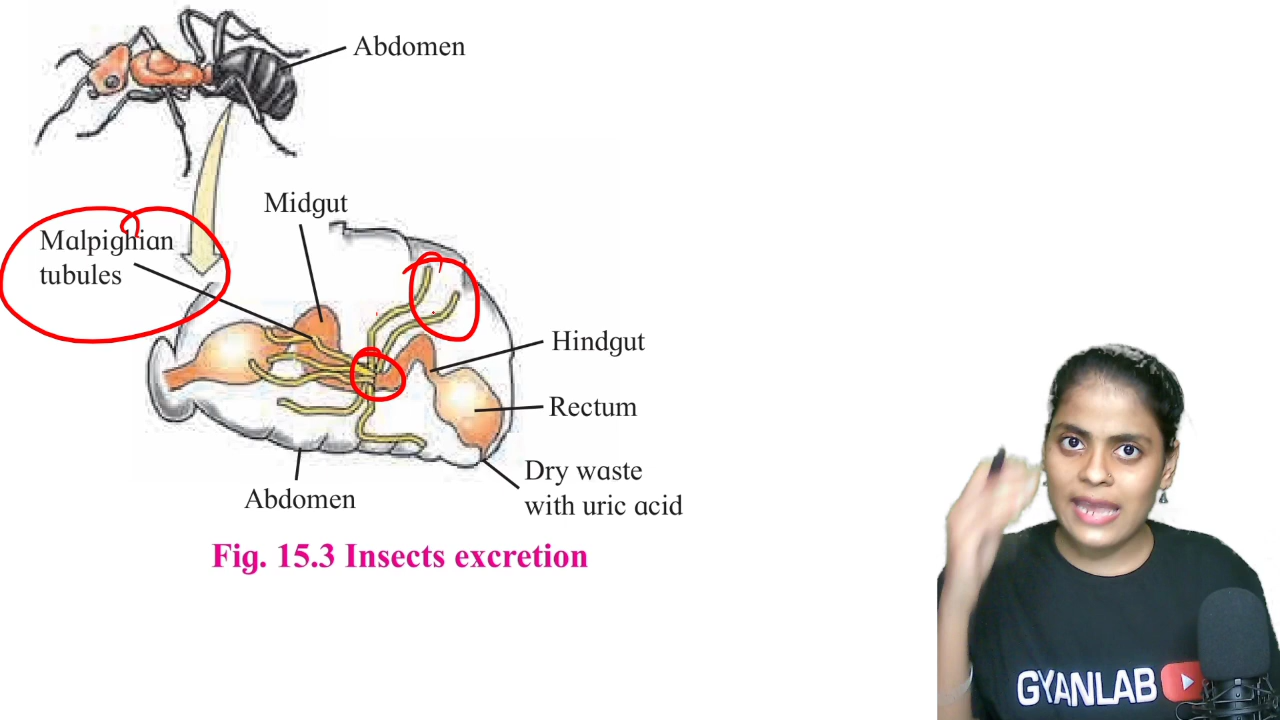 Abdomen
Midgut
Malpighian
tubules
Hindgut
Rectum
Dry waste
with uric acid
Abdomen
Fig. 15.3 Insects excretion
GYANLAB